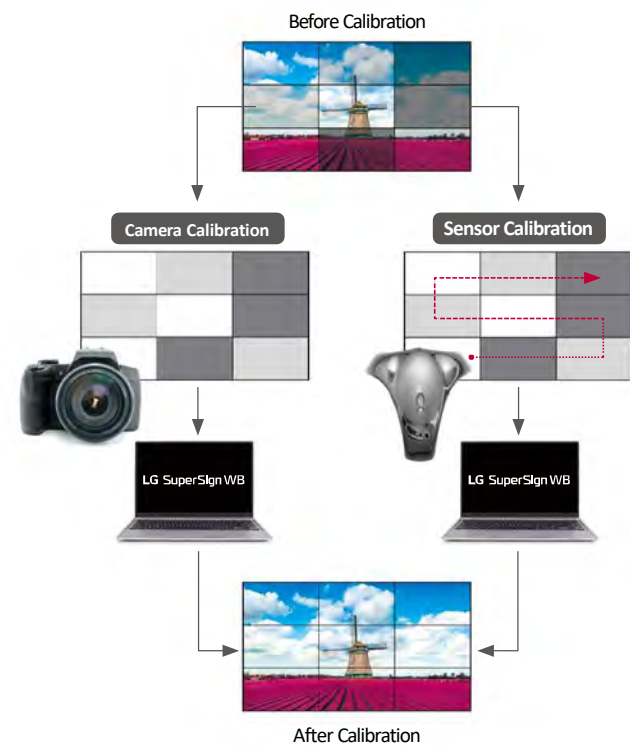 Before Calibration
Camera Calibration
Sensor Calibration
LG SuperSign WB
LG SuperSign WB
After Calibration